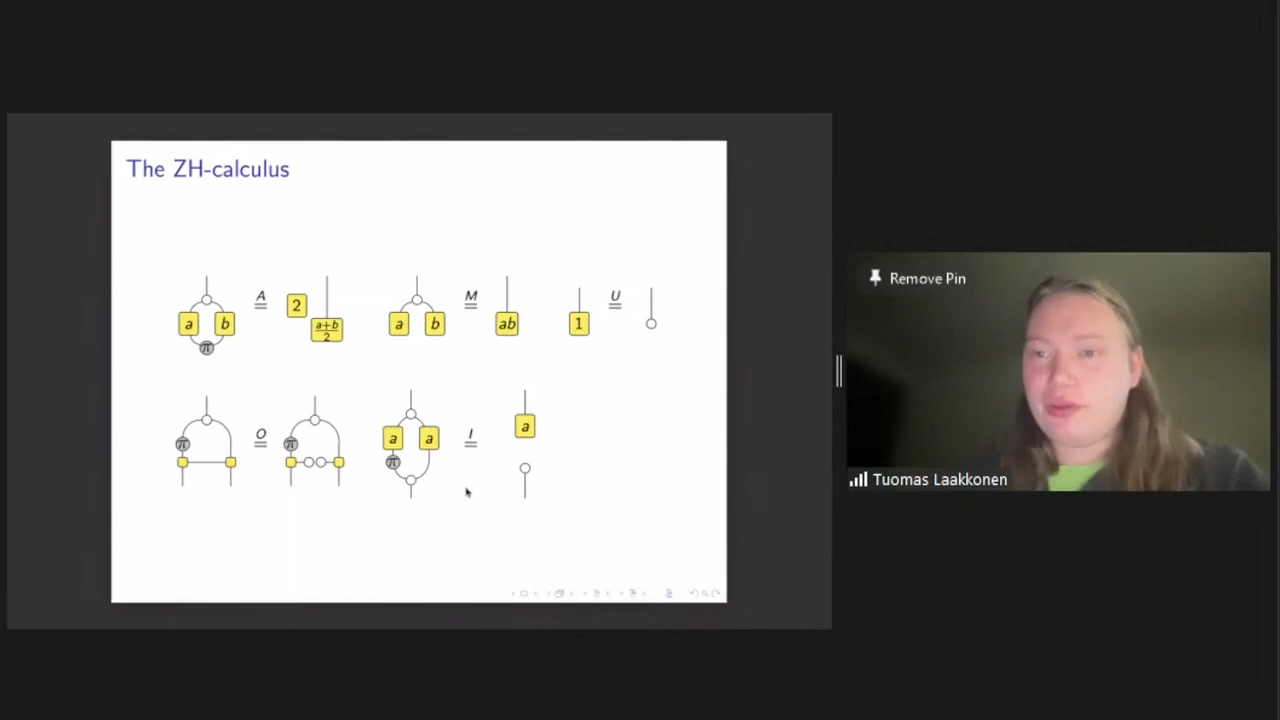 The ZH-calculus
a b π A = 2 a+b/2
a b M = ab
1 U =
π O = π
a a π I = a
Remove Pin
Tuomas Laakkonen